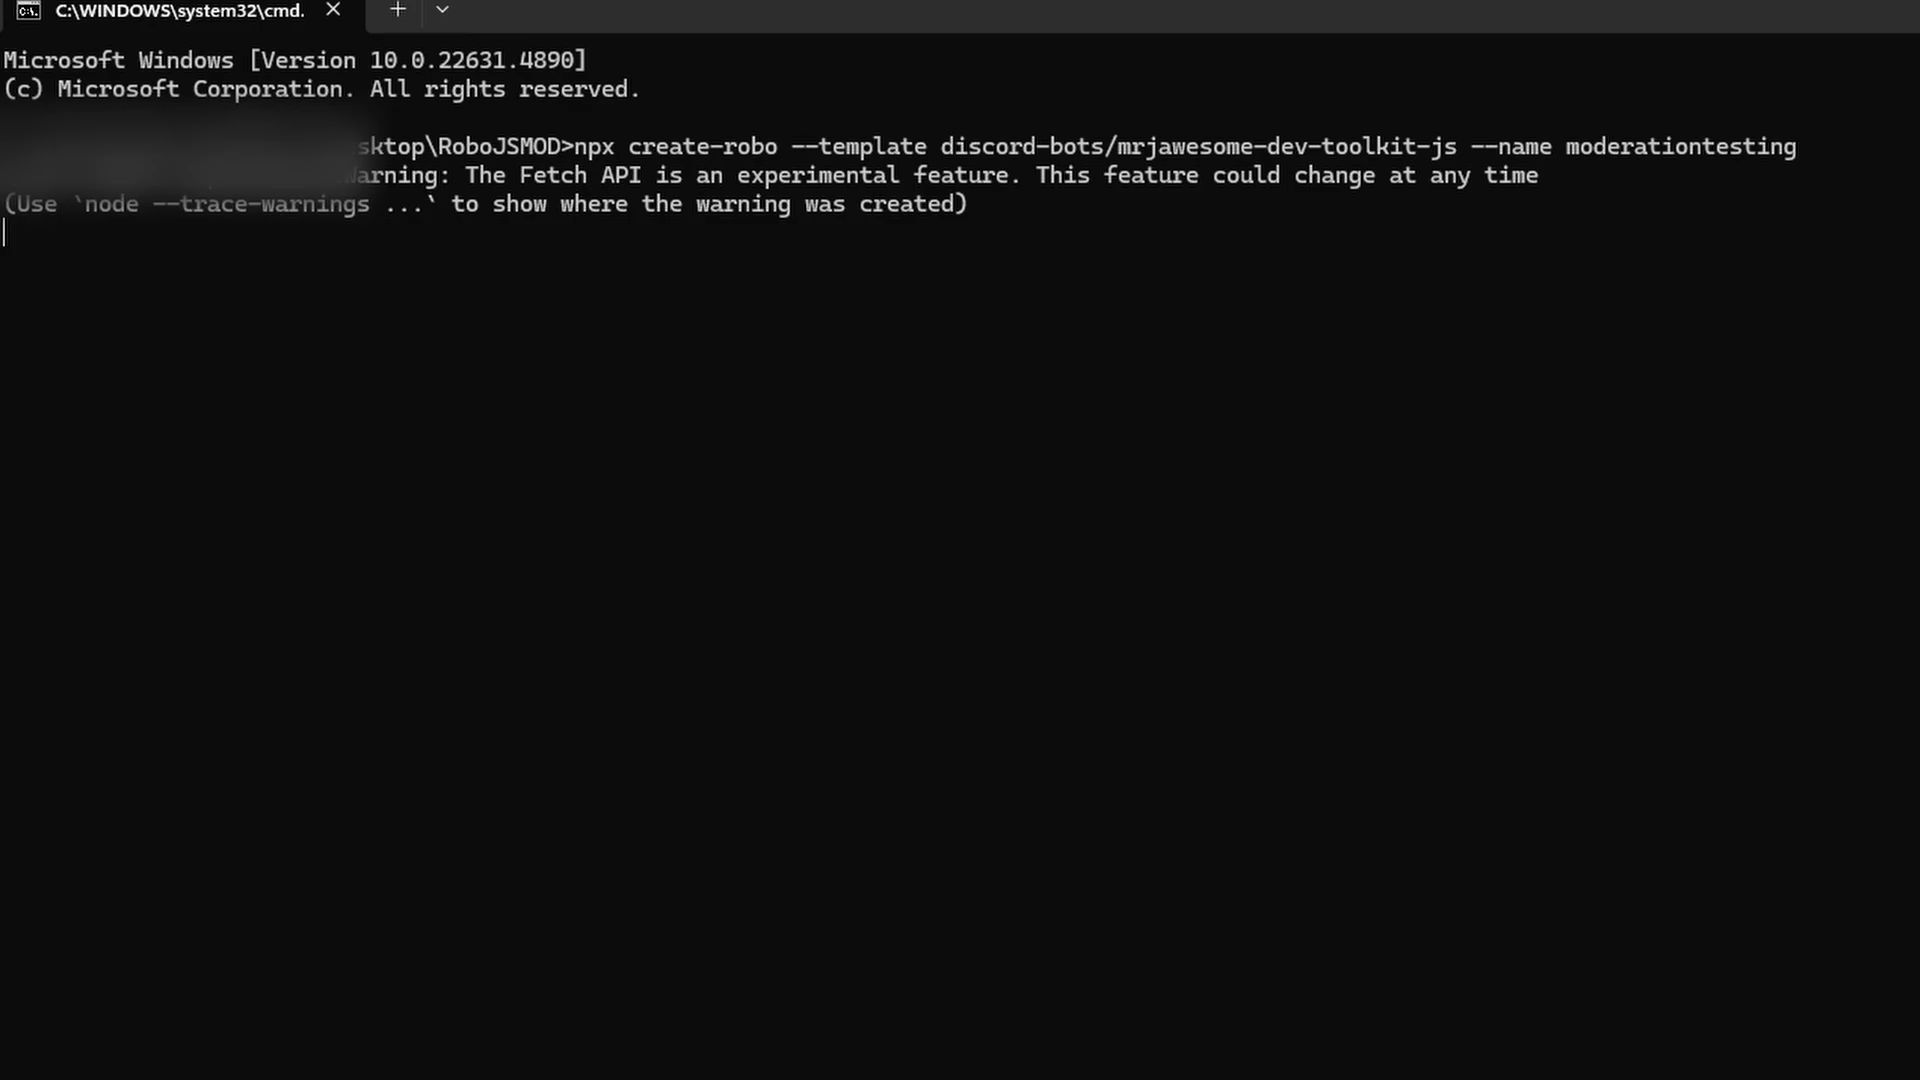 C:\WINDOWS\system32\cmd.
Microsoft Windows [Version 10.0.22631.4890]
(c) Microsoft Corporation. All rights reserved.
sktop\RoboJSMOD>npx create-robo --template discord-bots/mrjawesome-dev-toolkit-js --name moderationtesting
Warning: The Fetch API is an experimental feature. This feature could change at any time
(Use `node --trace-warnings ...` to show where the warning was created)